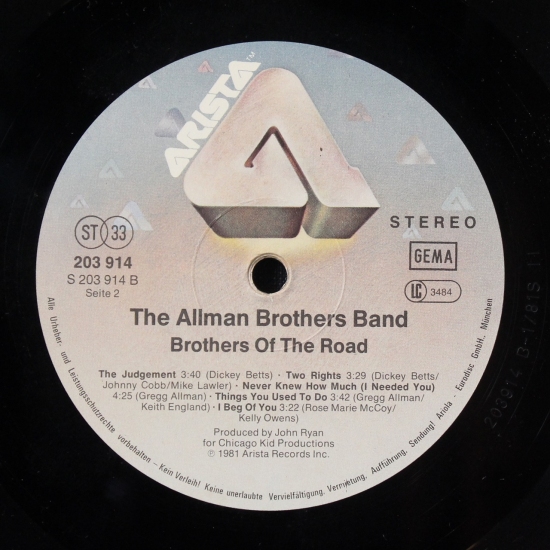 ARISTA™
ST 33
STEREO
203 914
GEMA
S 203 914 B
LC 3484
Seite 2
The Allman Brothers Band
Brothers Of The Road
The Judgement 3:40 (Dickey Betts) · Two Rights 3:29 (Dickey Betts/
Johnny Cobb/Mike Lawler) · Never Knew How Much (I Needed You)
4:25 (Gregg Allman) · Things You Used To Do 3:42 (Gregg Allman/
Keith England) · I Beg Of You 3:22 (Rose Marie McCoy/
Kelly Owens)
Produced by John Ryan
for Chicago Kid Productions
℗ 1981 Arista Records Inc.
Alle Urheber- und Leistungsschutzrechte vorbehalten – Kein Verleih! Keine unerlaubte Vervielfältigung, Vermietung, Aufführung, Sendung! Ariola - Eurodisc GmbH., München